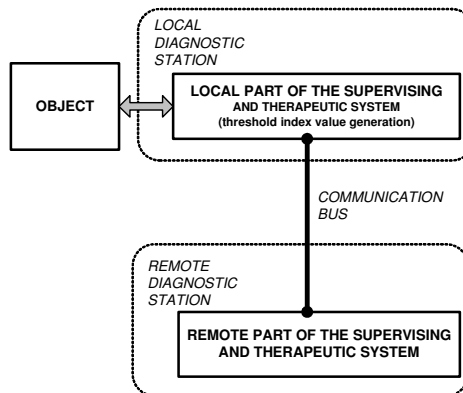 LOCAL
DIAGNOSTIC
STATION
OBJECT
LOCAL PART OF THE SUPERVISING
AND THERAPEUTIC SYSTEM
(threshold index value generation)
COMMUNICATION
BUS
REMOTE
DIAGNOSTIC
STATION
REMOTE PART OF THE SUPERVISING
AND THERAPEUTIC SYSTEM